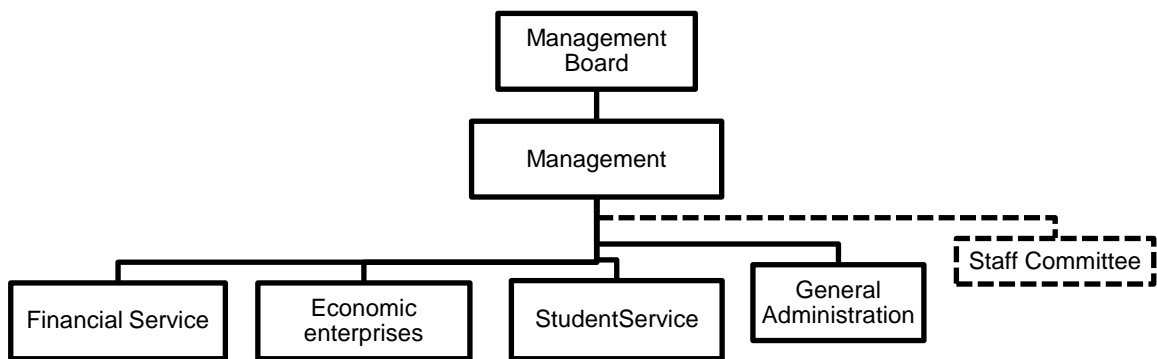 Management
Board
Management
Staff Committee
Financial Service
Economic
enterprises
StudentService
General
Administration